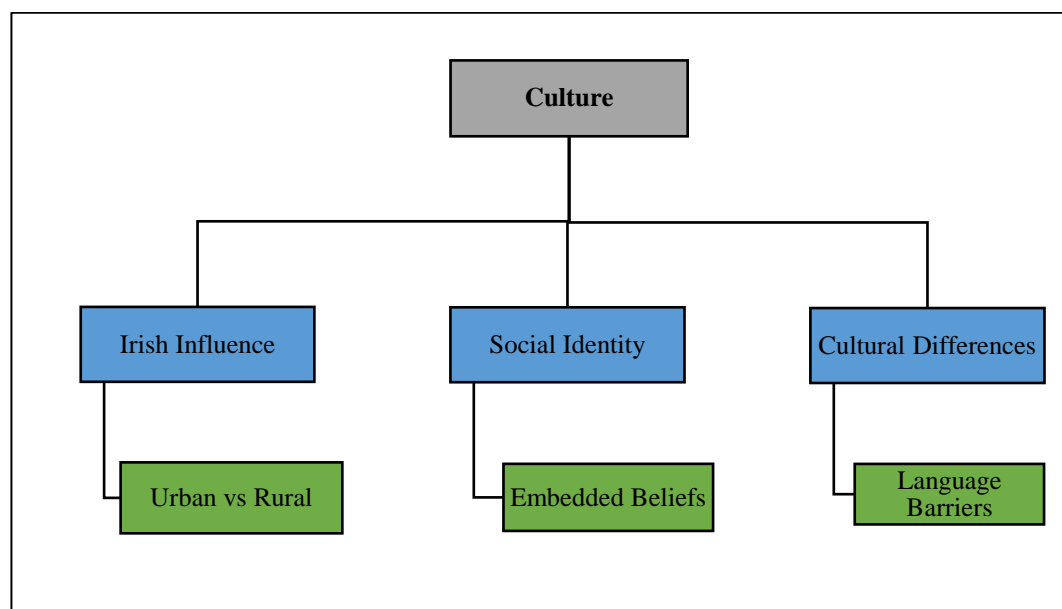 Culture
Irish Influence
Social Identity
Cultural Differences
Urban vs Rural
Embedded Beliefs
Language
Barriers